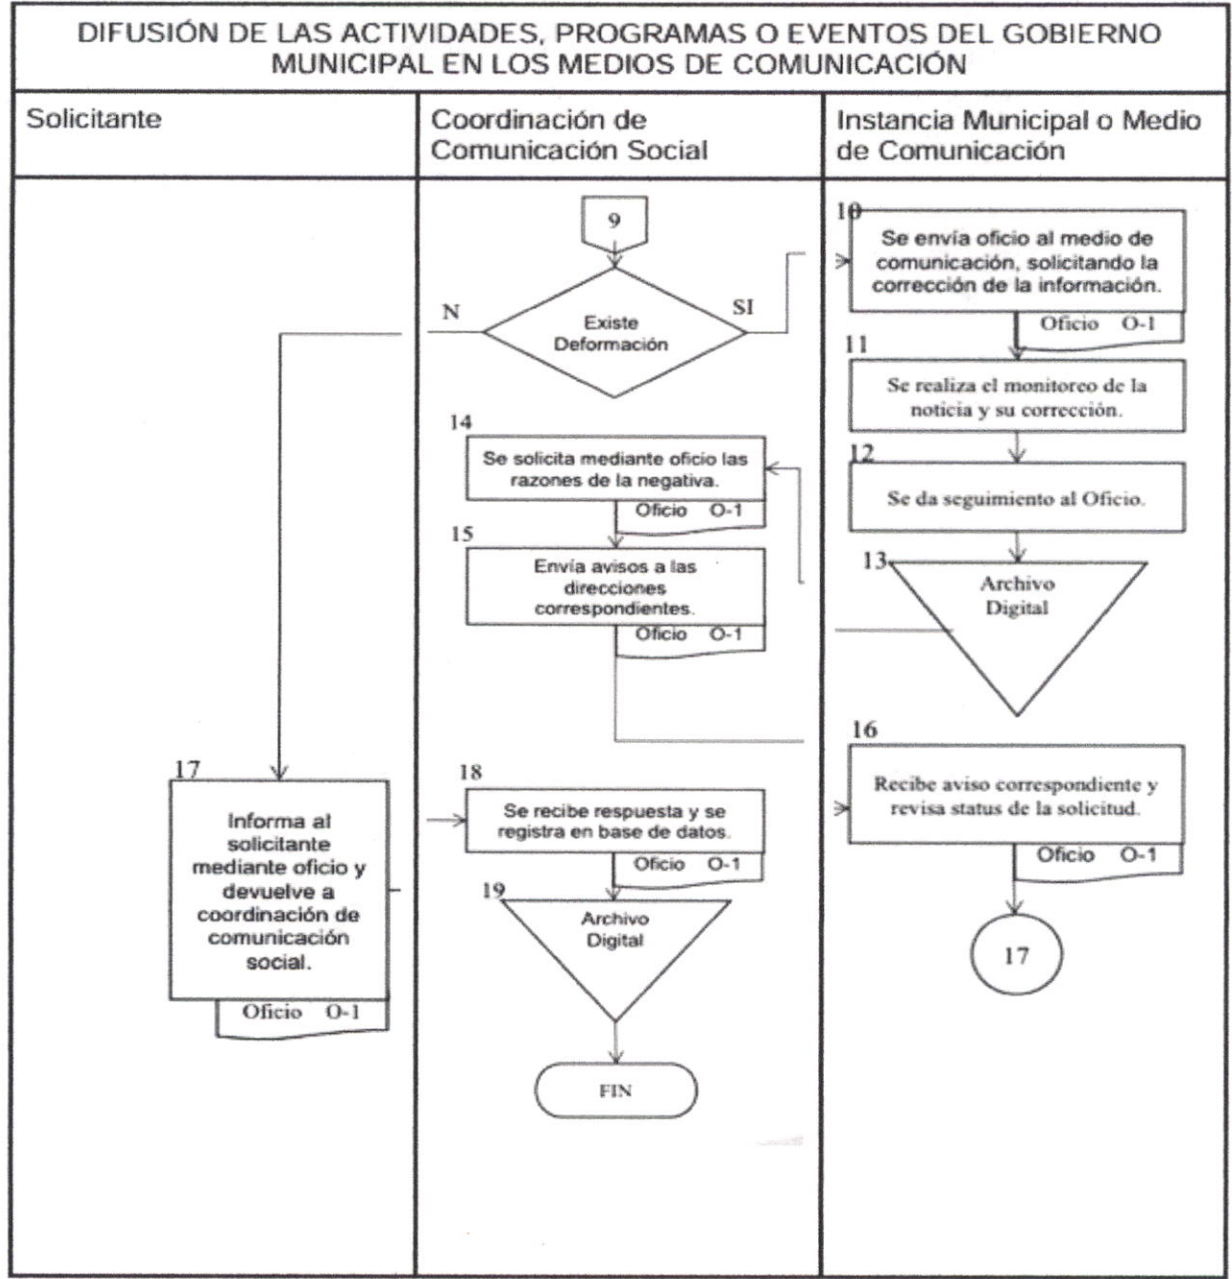 DIFUSIÓN DE LAS ACTIVIDADES, PROGRAMAS O EVENTOS DEL GOBIERNO
MUNICIPAL EN LOS MEDIOS DE COMUNICACIÓN
Solicitante
Coordinación de
Comunicación Social
Instancia Municipal o Medio
de Comunicación
9
N
SI
Existe
Deformación
10
Se envía oficio al medio de
comunicación, solicitando la
corrección de la información.
Oficio O-1
11
Se realiza el monitoreo de la
noticia y su corrección.
12
Se da seguimiento al Oficio.
13
Archivo
Digital
14
Se solicita mediante oficio las
razones de la negativa.
Oficio O-1
15
Envía avisos a las
direcciones
correspondientes.
Oficio O-1
16
Recibe aviso correspondiente y
revisa status de la solicitud.
Oficio O-1
17
17
Informa al
solicitante
mediante oficio y
devuelve a
coordinación de
comunicación
social.
Oficio O-1
18
Se recibe respuesta y se
registra en base de datos.
Oficio O-1
19
Archivo
Digital
FIN